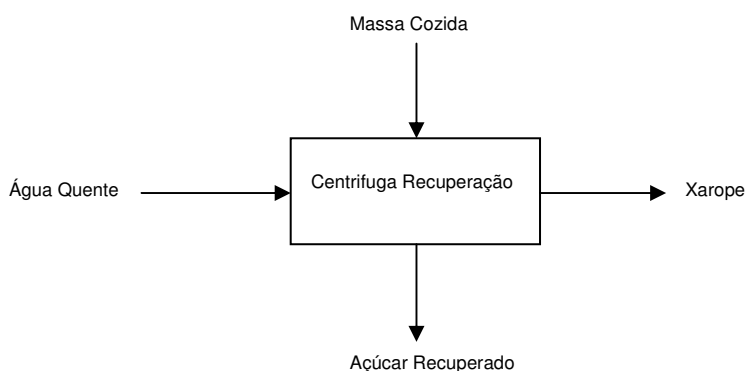 Massa Cozida
Água Quente
Centrifuga Recuperação
Xarope
Açúcar Recuperado